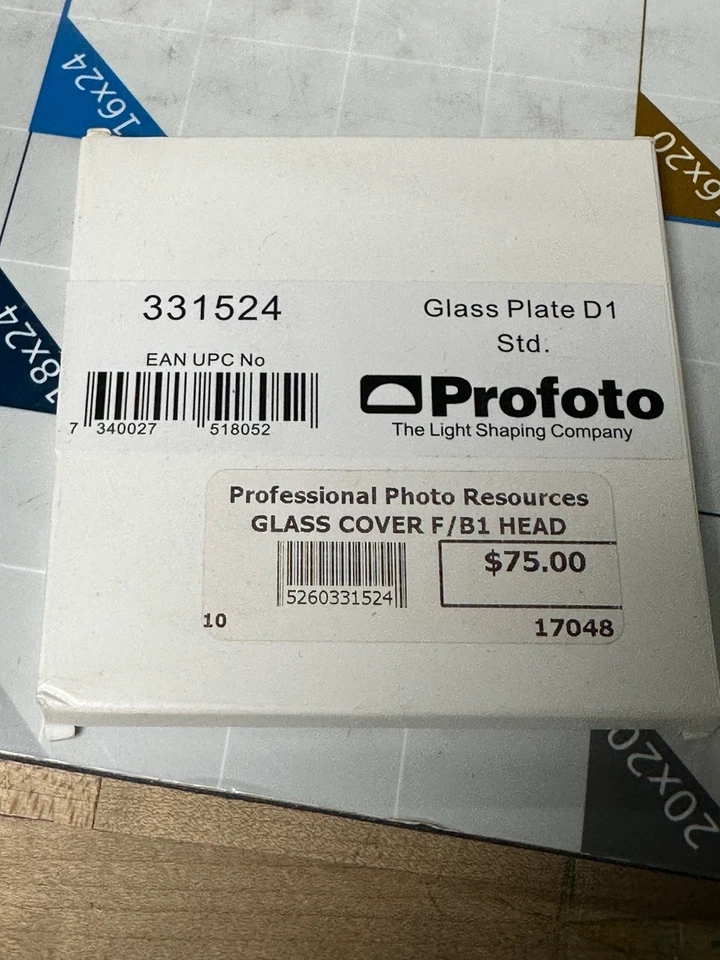 16x24
16x20
18x24
331524
Glass Plate D1
Std.
EAN UPC No
7 340027 518052
Profoto
The Light Shaping Company
Professional Photo Resources
GLASS COVER F/B1 HEAD
$75.00
5260331524
10
17048
20x20